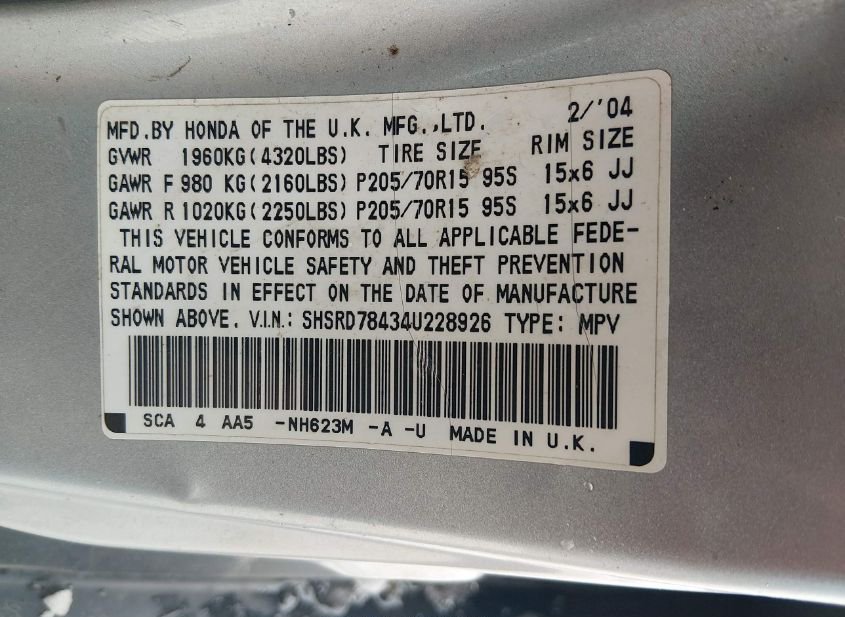 MFD.BY HONDA OF THE U.K. MFG.,LTD. 2/'04
GVWR 1960KG(4320LBS) TIRE SIZE RIM SIZE
GAWR F 980 KG(2160LBS) P205/70R15 95S 15x6 JJ
GAWR R 1020KG(2250LBS) P205/70R15 95S 15x6 JJ
THIS VEHICLE CONFORMS TO ALL APPLICABLE FEDE-
RAL MOTOR VEHICLE SAFETY AND THEFT PREVENTION
STANDARDS IN EFFECT ON THE DATE OF MANUFACTURE
SHOWN ABOVE. V.I.N.: SHSRD78434U228926 TYPE: MPV
SCA 4 AA5 -NH623M -A -U MADE IN U.K.